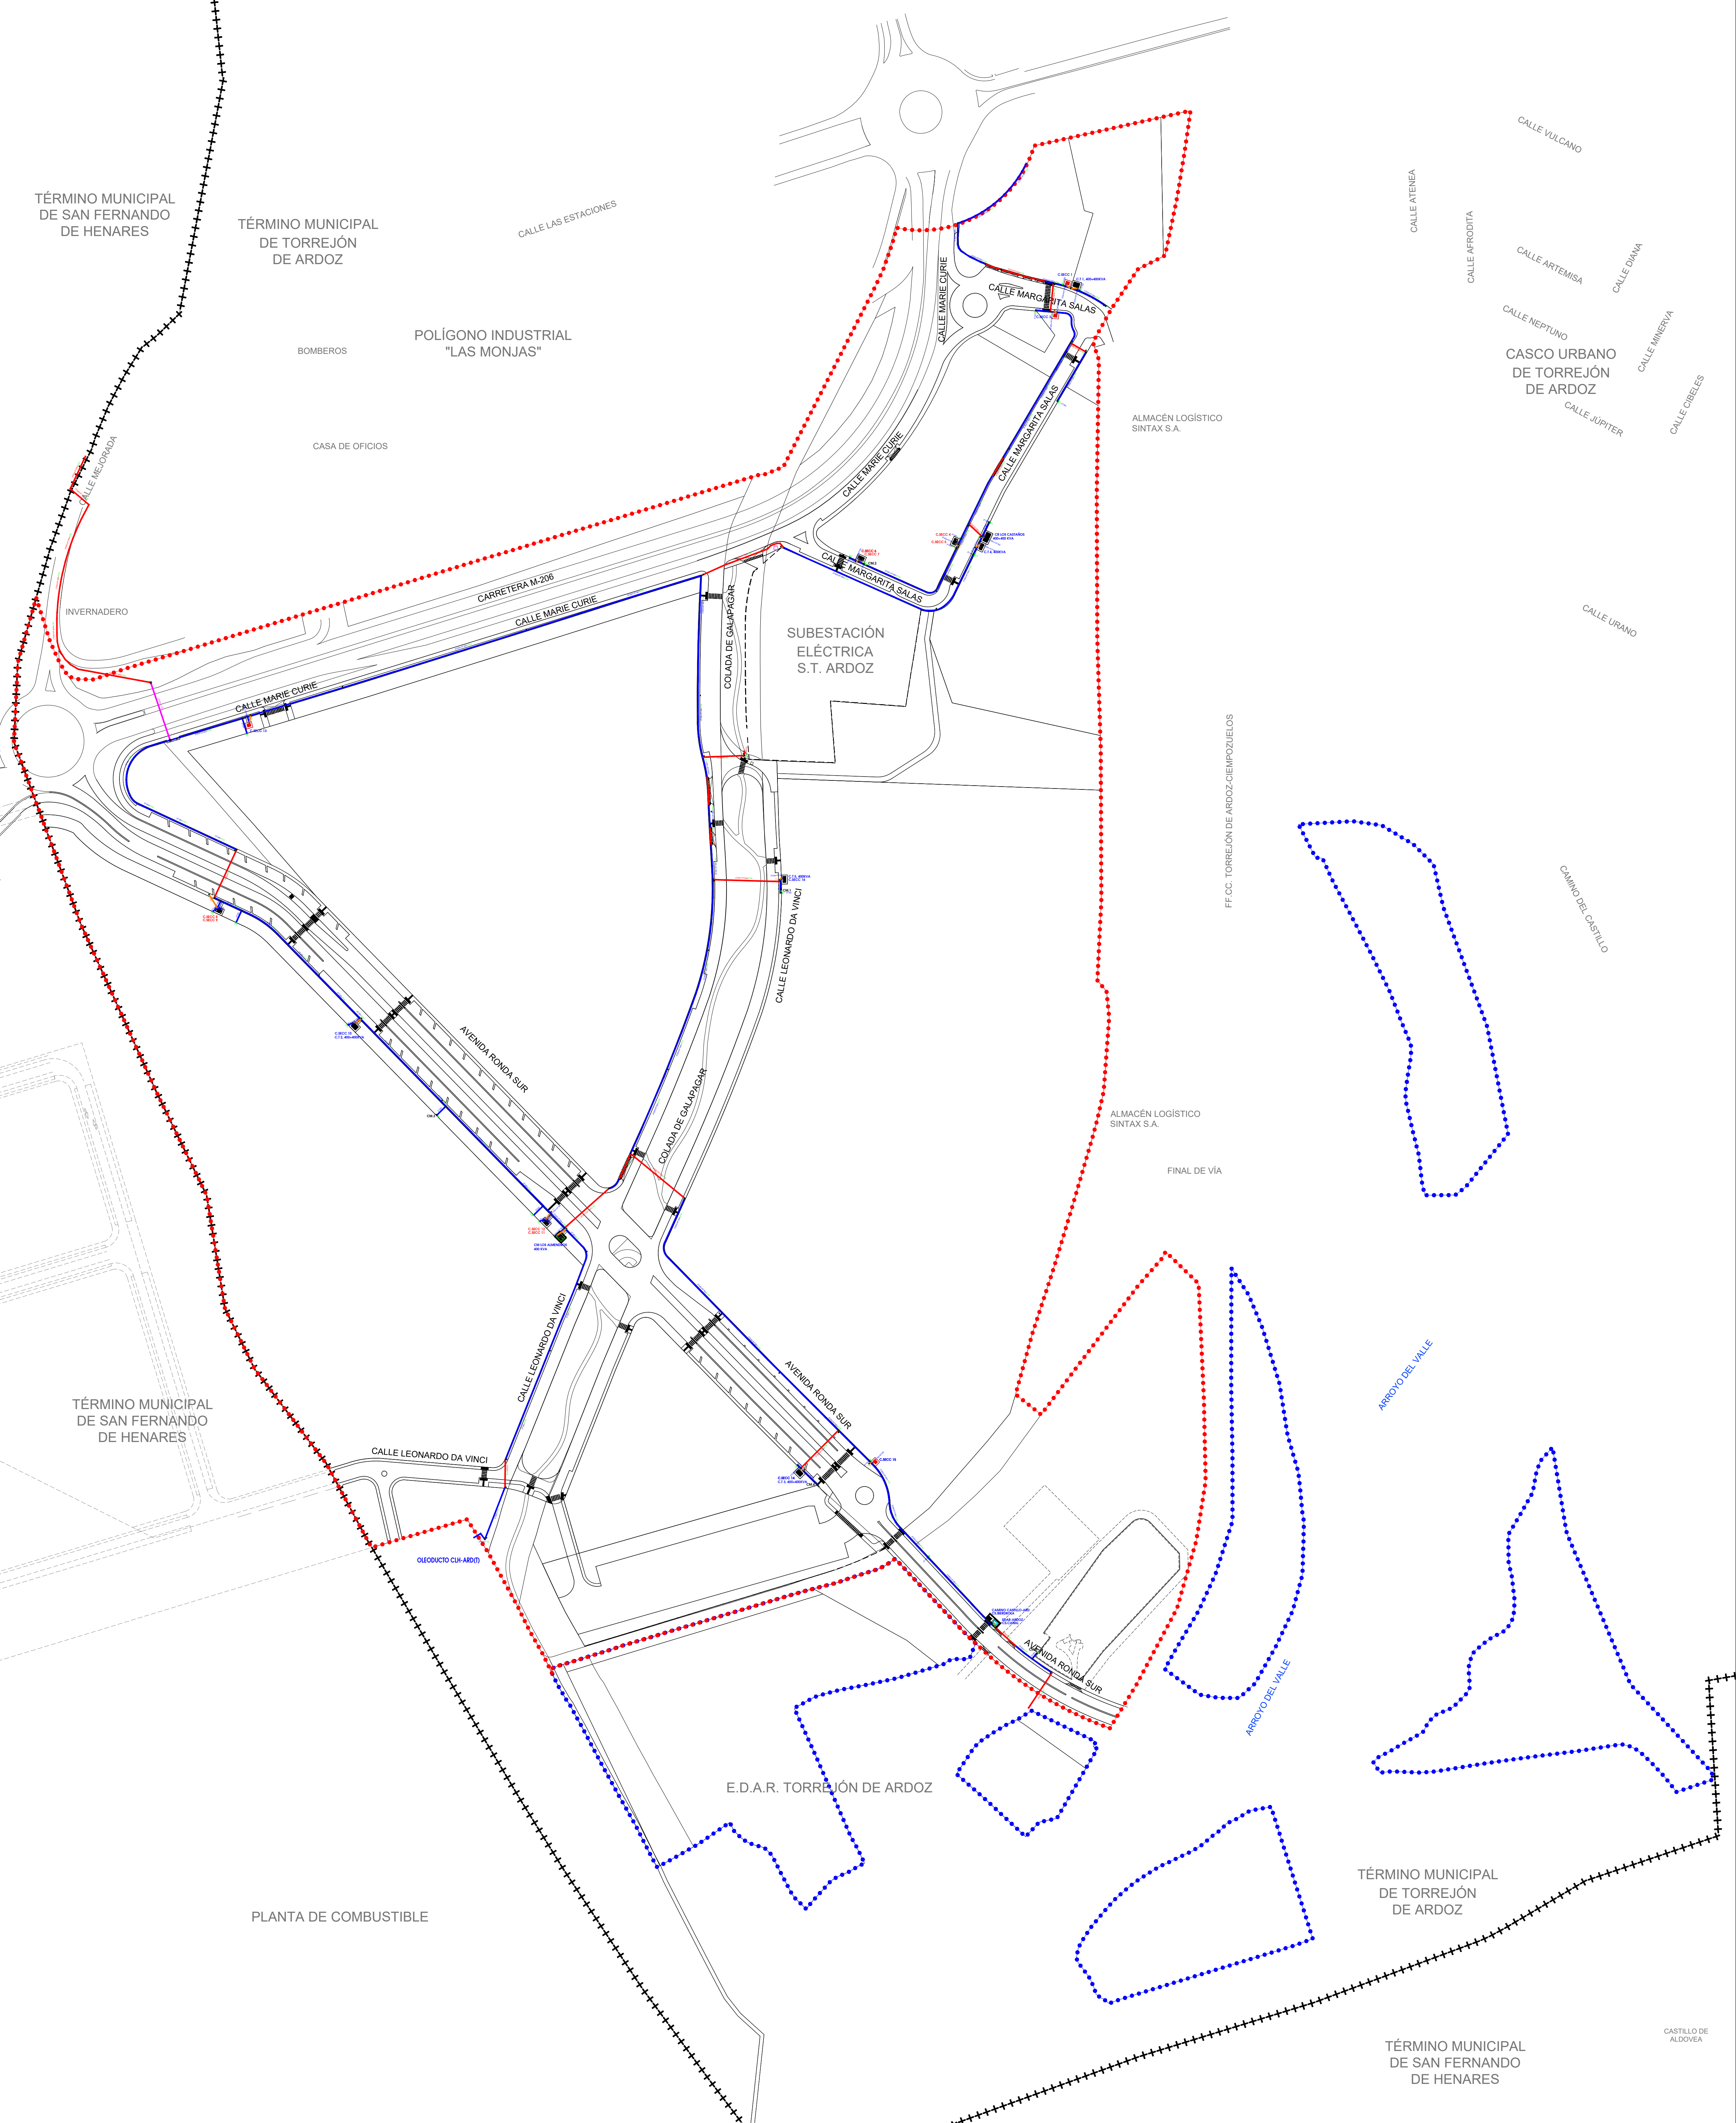 CALLE VULCANO
CALLE ATENEA
CALLE AFRODITA
CALLE ARTEMISA
CALLE DIANA
CALLE NEPTUNO
CALLE MINERVA
CALLE CIBELES
CALLE JÚPITER
CASCO URBANO
DE TORREJÓN
DE ARDOZ
CALLE URANO
TÉRMINO MUNICIPAL
DE SAN FERNANDO
DE HENARES
TÉRMINO MUNICIPAL
DE TORREJÓN
DE ARDOZ
CALLE LAS ESTACIONES
POLÍGONO INDUSTRIAL
"LAS MONJAS"
BOMBEROS
CASA DE OFICIOS
CALLE MEJORADA
INVERNADERO
CALLE MARIE CURIE
CALLE MARGARITA SALAS
C.SECC 1
C.T.1, 400+400KVA
ALMACÉN LOGÍSTICO
SINTAX S.A.
CALLE MARGARITA SALAS
CALLE MARIE CURIE
CALLE MARGARITA SALAS
CARRETERA M-206
CALLE MARIE CURIE
CALLE MARIE CURIE
COLADA DE GALAPAGAR
SUBESTACIÓN
ELÉCTRICA
S.T. ARDOZ
FF.CC. TORREJÓN DE ARDOZ-CIEMPOZUELOS
CAMINO DEL CASTILLO
CALLE LEONARDO DA VINCI
AVENIDA RONDA SUR
COLADA DE GALAPAGAR
ALMACÉN LOGÍSTICO
SINTAX S.A.
FINAL DE VÍA
CALLE LEONARDO DA VINCI
AVENIDA RONDA SUR
ARROYO DEL VALLE
TÉRMINO MUNICIPAL
DE SAN FERNANDO
DE HENARES
CALLE LEONARDO DA VINCI
C.SECC 15
OLEODUCTO CLH-ARD(T)
AVENIDA RONDA SUR
ARROYO DEL VALLE
E.D.A.R. TORREJÓN DE ARDOZ
PLANTA DE COMBUSTIBLE
TÉRMINO MUNICIPAL
DE TORREJÓN
DE ARDOZ
TÉRMINO MUNICIPAL
DE SAN FERNANDO
DE HENARES
CASTILLO DE
ALDOVEA